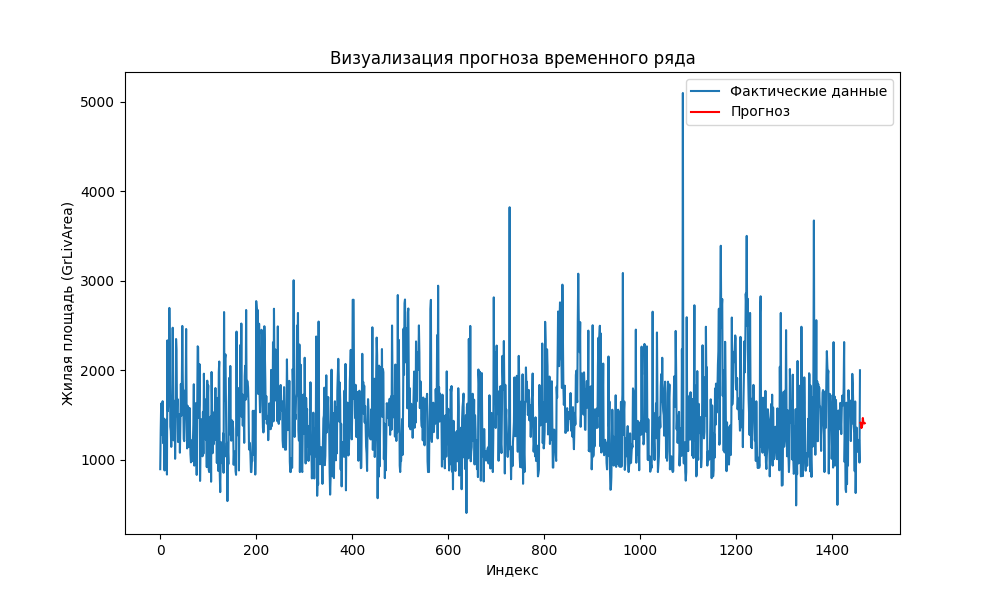 Визуализация прогноза временного ряда
Фактические данные
Прогноз
5000
4000
3000
2000
1000
Жилая площадь (GrLivArea)
0 200 400 600 800 1000 1200 1400
Индекс